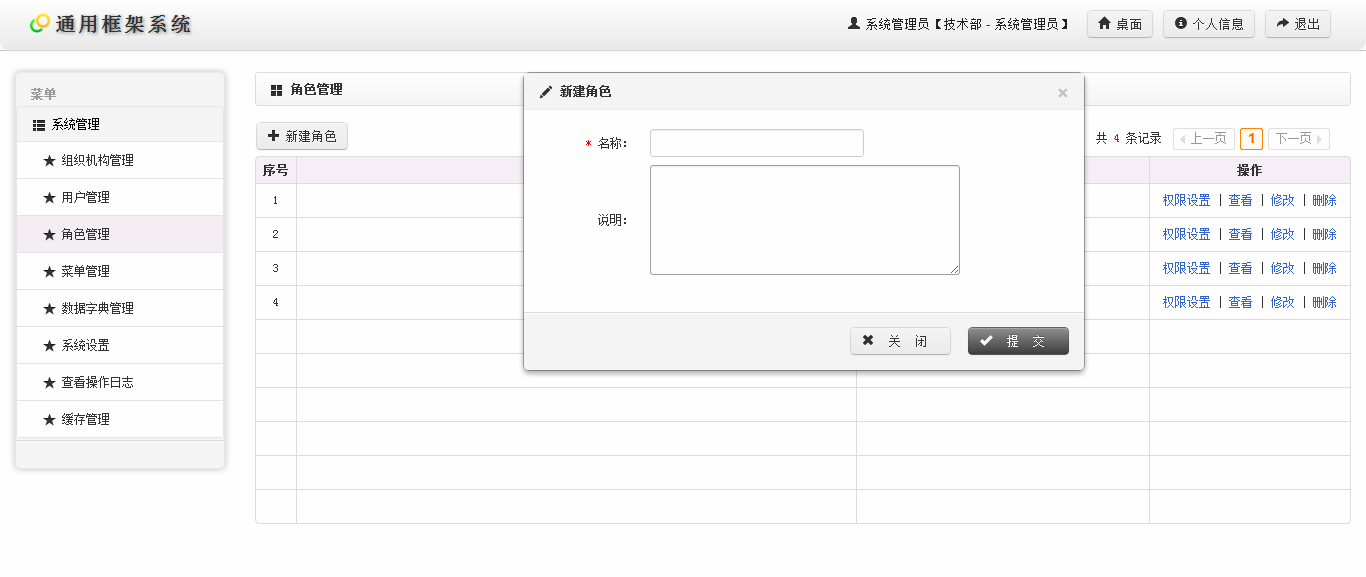 通用框架系统
系统管理员【技术部 - 系统管理员】 桌面 个人信息 退出
菜单
系统管理
组织机构管理
用户管理
角色管理
菜单管理
数据字典管理
系统设置
查看操作日志
缓存管理
角色管理
新建角色
共 4 条记录 上一页 1 下一页
序号 操作
1 权限设置 | 查看 | 修改 | 删除
2 权限设置 | 查看 | 修改 | 删除
3 权限设置 | 查看 | 修改 | 删除
4 权限设置 | 查看 | 修改 | 删除
新建角色 ×
* 名称:
说明:
关 闭 提 交